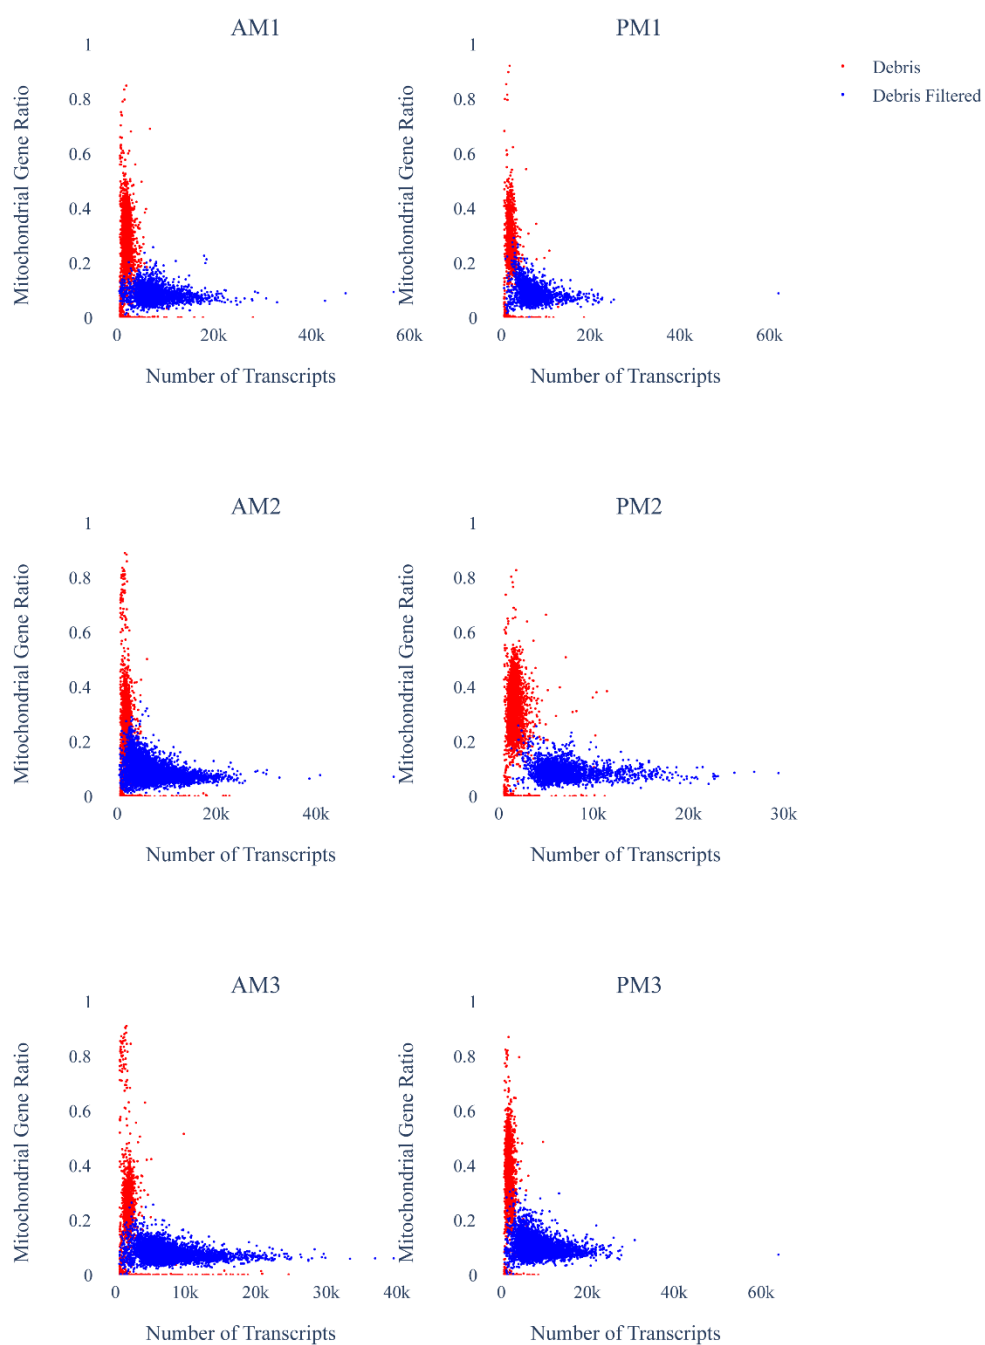 AM1
PM1
Debris
Debris Filtered
Mitochondrial Gene Ratio
1
0.8
0.6
0.4
0.2
0
0
20k
40k
60k
Number of Transcripts
Mitochondrial Gene Ratio
1
0.8
0.6
0.4
0.2
0
0
20k
40k
60k
Number of Transcripts
AM2
PM2
Mitochondrial Gene Ratio
1
0.8
0.6
0.4
0.2
0
0
20k
40k
Number of Transcripts
Mitochondrial Gene Ratio
1
0.8
0.6
0.4
0.2
0
0
10k
20k
30k
Number of Transcripts
AM3
PM3
Mitochondrial Gene Ratio
1
0.8
0.6
0.4
0.2
0
0
10k
20k
30k
40k
Number of Transcripts
Mitochondrial Gene Ratio
1
0.8
0.6
0.4
0.2
0
0
20k
40k
60k
Number of Transcripts